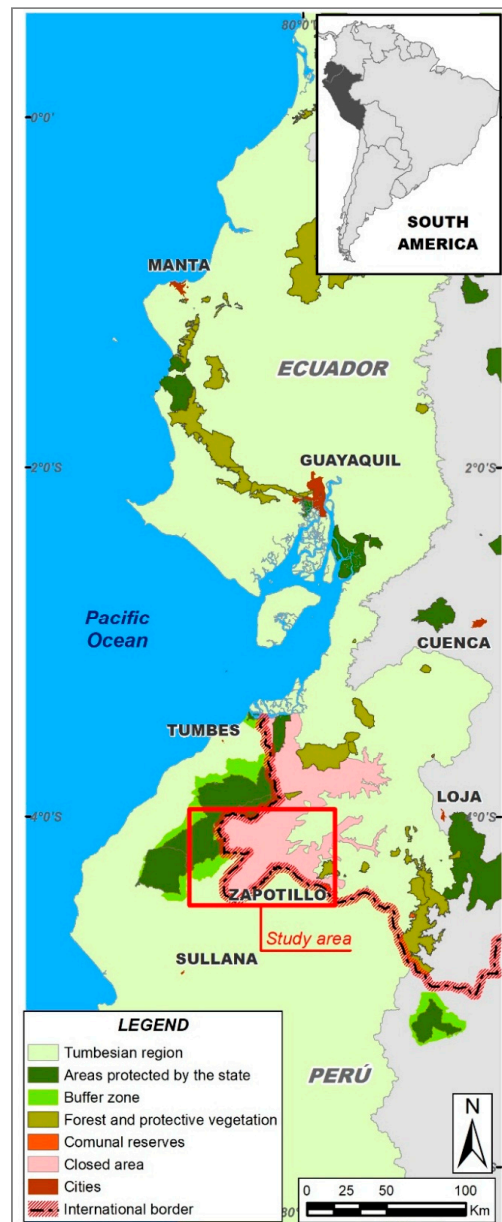 80°0'
0°0'
SOUTH
AMERICA
MANTA
ECUADOR
2°0'S
2°0'S
GUAYAQUIL
Pacific
Ocean
CUENCA
TUMBES
LOJA
4°0'S
4°0'S
ZAPOTILLO
Study area
SULLANA
LEGEND
Tumbesian region
Areas protected by the state
Buffer zone
Forest and protective vegetation
Comunal reserves
Closed area
Cities
International border
PERÚ
N
0 25 50 100
Km
80°